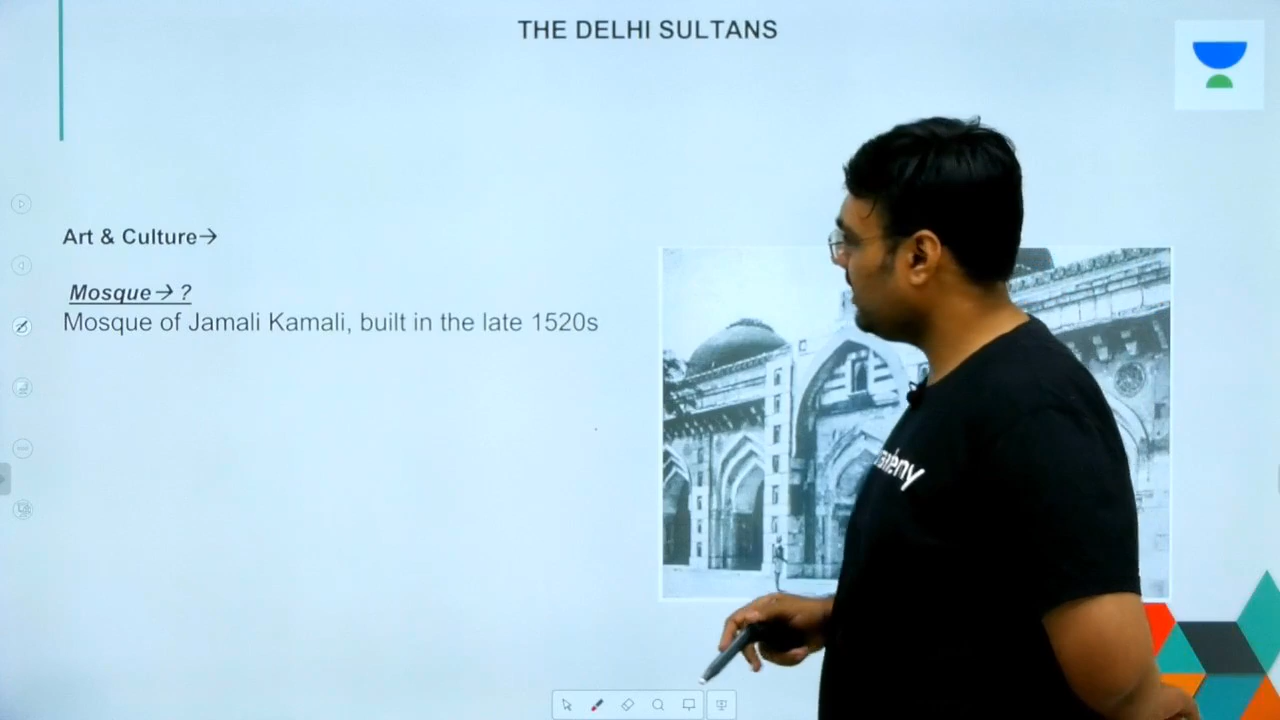 THE DELHI SULTANS
Art & Culture→
Mosque→ ?
Mosque of Jamali Kamali, built in the late 1520s